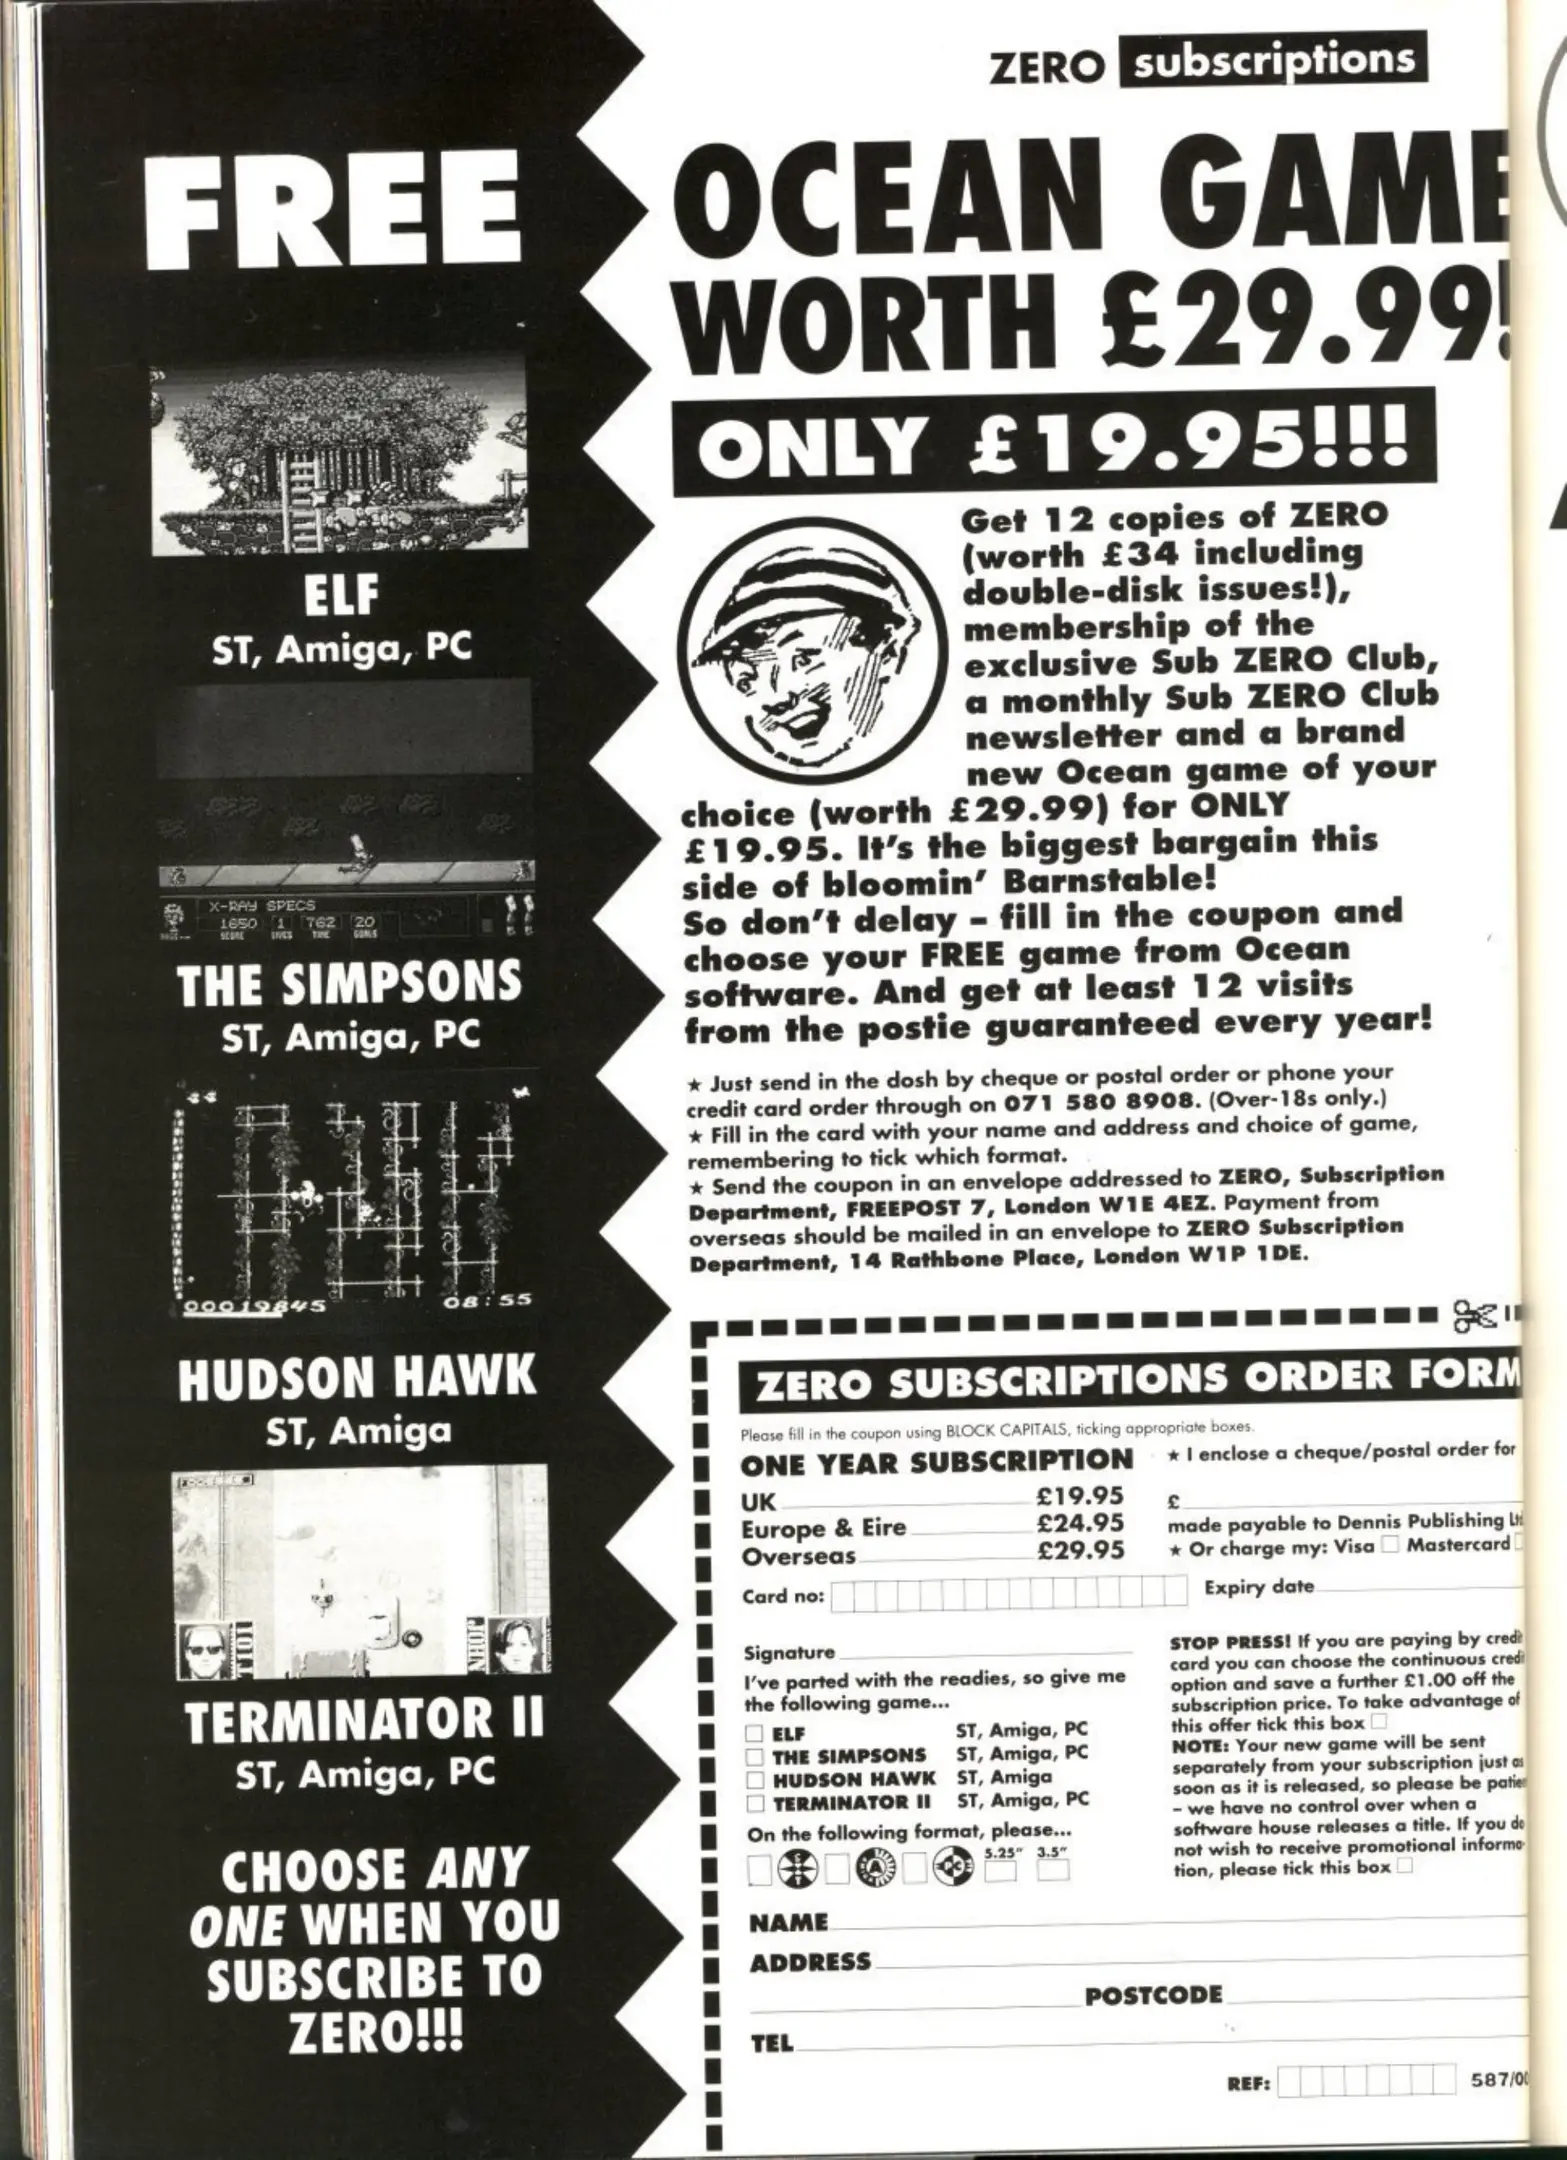 ZERO subscriptions
FREE
OCEAN GAME
WORTH £29.99!
ONLY £19.95!!!
ELF
ST, Amiga, PC
X-RAY SPECS
1650 1 762 20
SCORE LIVES TIME GOALS
THE SIMPSONS
ST, Amiga, PC
00019845 08:55
HUDSON HAWK
ST, Amiga
T101
TERMINATOR II
ST, Amiga, PC
CHOOSE ANY
ONE WHEN YOU
SUBSCRIBE TO
ZERO!!!
Get 12 copies of ZERO
(worth £34 including
double-disk issues!),
membership of the
exclusive Sub ZERO Club,
a monthly Sub ZERO Club
newsletter and a brand
new Ocean game of your
choice (worth £29.99) for ONLY
£19.95. It's the biggest bargain this
side of bloomin' Barnstable!
So don't delay – fill in the coupon and
choose your FREE game from Ocean
software. And get at least 12 visits
from the postie guaranteed every year!
★ Just send in the dosh by cheque or postal order or phone your
credit card order through on 071 580 8908. (Over-18s only.)
★ Fill in the card with your name and address and choice of game,
remembering to tick which format.
★ Send the coupon in an envelope addressed to ZERO, Subscription
Department, FREEPOST 7, London W1E 4EZ. Payment from
overseas should be mailed in an envelope to ZERO Subscription
Department, 14 Rathbone Place, London W1P 1DE.
ZERO SUBSCRIPTIONS ORDER FORM
Please fill in the coupon using BLOCK CAPITALS, ticking appropriate boxes.
ONE YEAR SUBSCRIPTION
UK £19.95
Europe & Eire £24.95
Overseas £29.95
★ I enclose a cheque/postal order for
£
made payable to Dennis Publishing Lt
★ Or charge my: Visa Mastercard
Card no:
Expiry date
Signature
I've parted with the readies, so give me
the following game...
ELF ST, Amiga, PC
THE SIMPSONS ST, Amiga, PC
HUDSON HAWK ST, Amiga
TERMINATOR II ST, Amiga, PC
On the following format, please...
ST A PC 5.25" 3.5"
STOP PRESS! If you are paying by credi
card you can choose the continuous credi
option and save a further £1.00 off the
subscription price. To take advantage of
this offer tick this box
NOTE: Your new game will be sent
separately from your subscription just as
soon as it is released, so please be patie
– we have no control over when a
software house releases a title. If you do
not wish to receive promotional informa-
tion, please tick this box
NAME
ADDRESS
POSTCODE
TEL
REF: 587/00